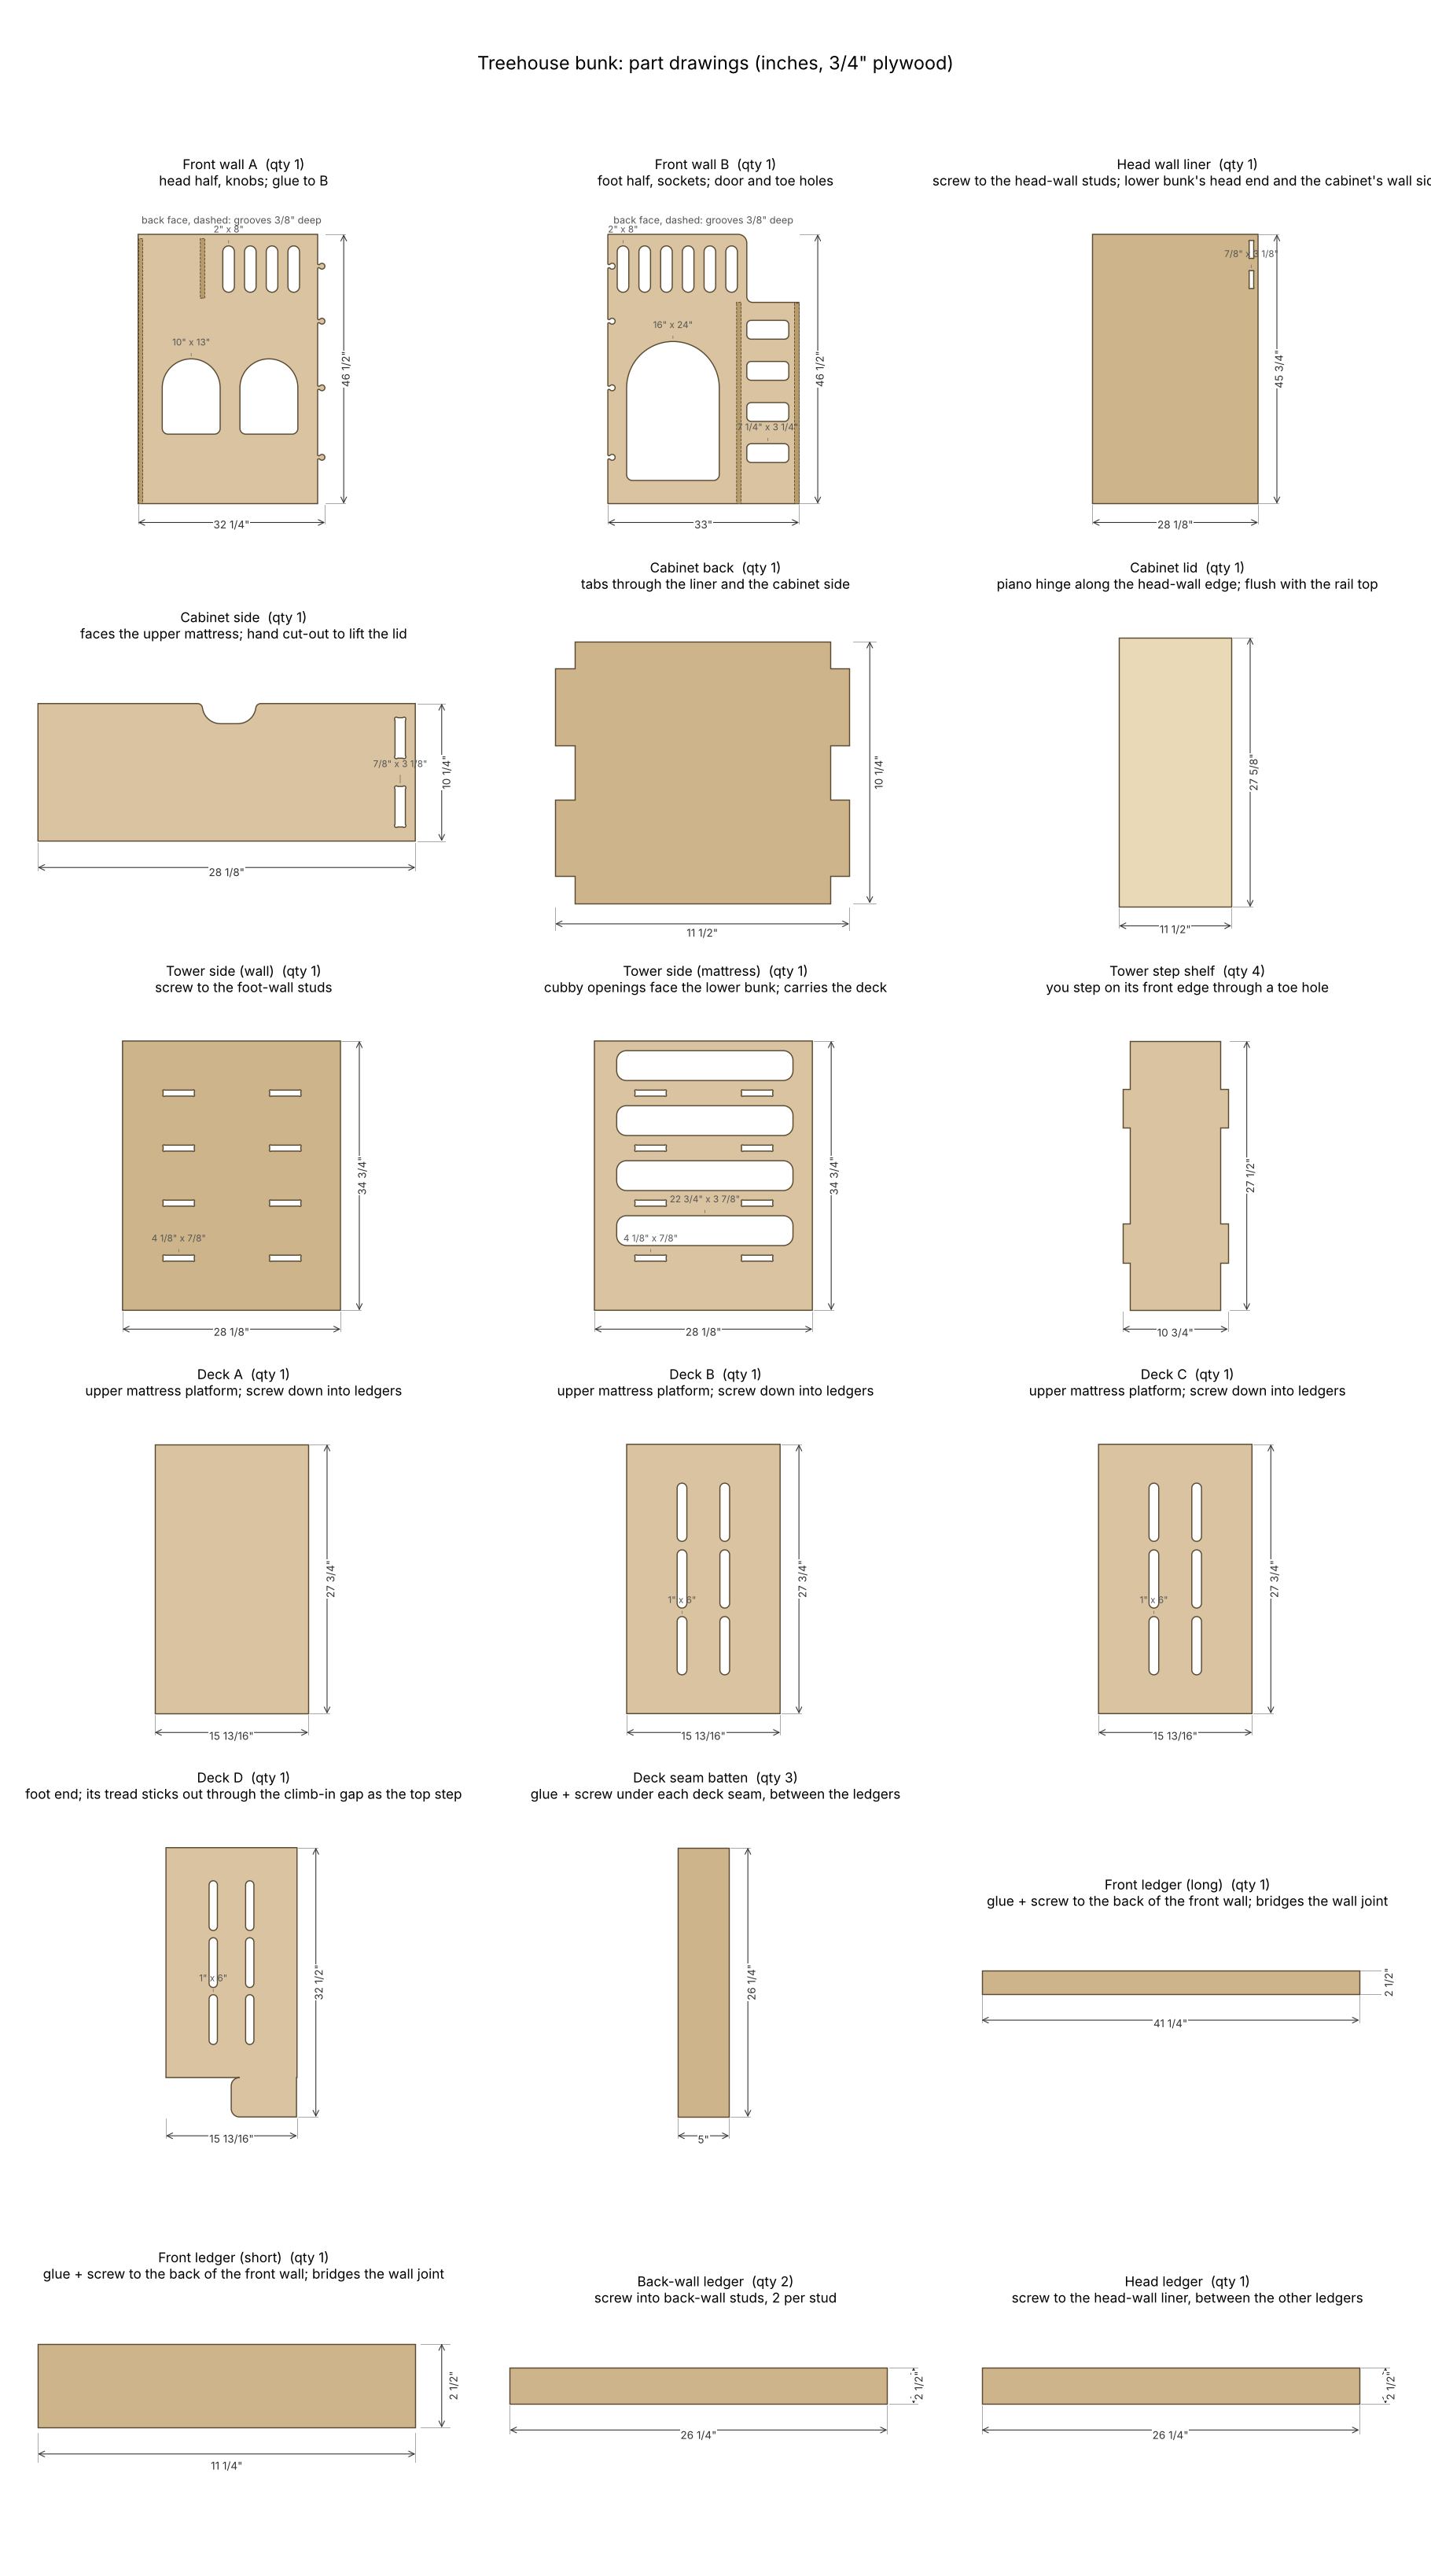 Treehouse bunk: part drawings (inches, 3/4" plywood)
Front wall A (qty 1)
head half, knobs; glue to B
back face, dashed: grooves 3/8" deep
2" x 8"
10" x 13"
46 1/2"
32 1/4"
Front wall B (qty 1)
foot half, sockets; door and toe holes
back face, dashed: grooves 3/8" deep
2" x 8"
16" x 24"
1/4" x 3 1/4"
46 1/2"
33"
Head wall liner (qty 1)
screw to the head-wall studs; lower bunk's head end and the cabinet's wall
7/8" x 3 1/8"
45 3/4"
28 1/8"
Cabinet side (qty 1)
faces the upper mattress; hand cut-out to lift the lid
7/8" x 3 1/8"
10 1/4"
28 1/8"
Cabinet back (qty 1)
tabs through the liner and the cabinet side
10 1/4"
11 1/2"
Cabinet lid (qty 1)
piano hinge along the head-wall edge; flush with the rail top
27 5/8"
11 1/2"
Tower side (wall) (qty 1)
screw to the foot-wall studs
4 1/8" x 7/8"
34 3/4"
28 1/8"
Tower side (mattress) (qty 1)
cubby openings face the lower bunk; carries the deck
22 3/4" x 3 7/8"
4 1/8" x 7/8"
34 3/4"
28 1/8"
Tower step shelf (qty 4)
you step on its front edge through a toe hole
27 1/2"
10 3/4"
Deck A (qty 1)
upper mattress platform; screw down into ledgers
27 3/4"
15 13/16"
Deck B (qty 1)
upper mattress platform; screw down into ledgers
1" x 6"
27 3/4"
15 13/16"
Deck C (qty 1)
upper mattress platform; screw down into ledgers
1" x 6"
27 3/4"
15 13/16"
Deck D (qty 1)
foot end; its tread sticks out through the climb-in gap as the top step
1" x 6"
32 1/2"
15 13/16"
Deck seam batten (qty 3)
glue + screw under each deck seam, between the ledgers
26 1/4"
5"
Front ledger (long) (qty 1)
glue + screw to the back of the front wall; bridges the wall joint
2 1/2"
41 1/4"
Front ledger (short) (qty 1)
glue + screw to the back of the front wall; bridges the wall joint
2 1/2"
11 1/4"
Back-wall ledger (qty 2)
screw into back-wall studs, 2 per stud
2 1/2"
26 1/4"
Head ledger (qty 1)
screw to the head-wall liner, between the other ledgers
2 1/2"
26 1/4"